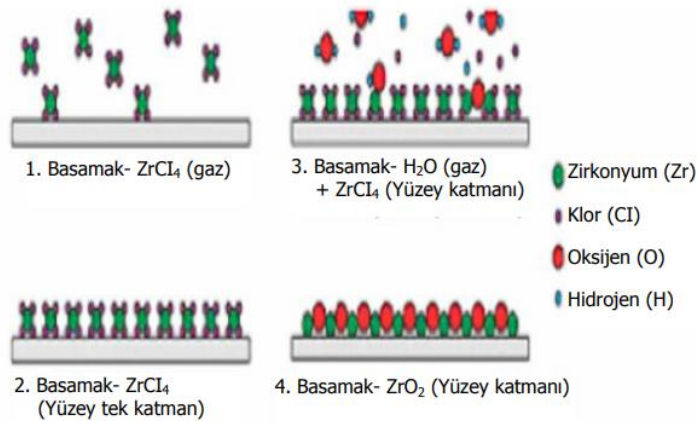 1. Basamak- ZrCI₄ (gaz)
3. Basamak- H₂O (gaz)
+ ZrCI₄ (Yüzey katmanı)
Zirkonyum (Zr)
Klor (CI)
Oksijen (O)
Hidrojen (H)
2. Basamak- ZrCI₄
(Yüzey tek katman)
4. Basamak- ZrO₂ (Yüzey katmanı)